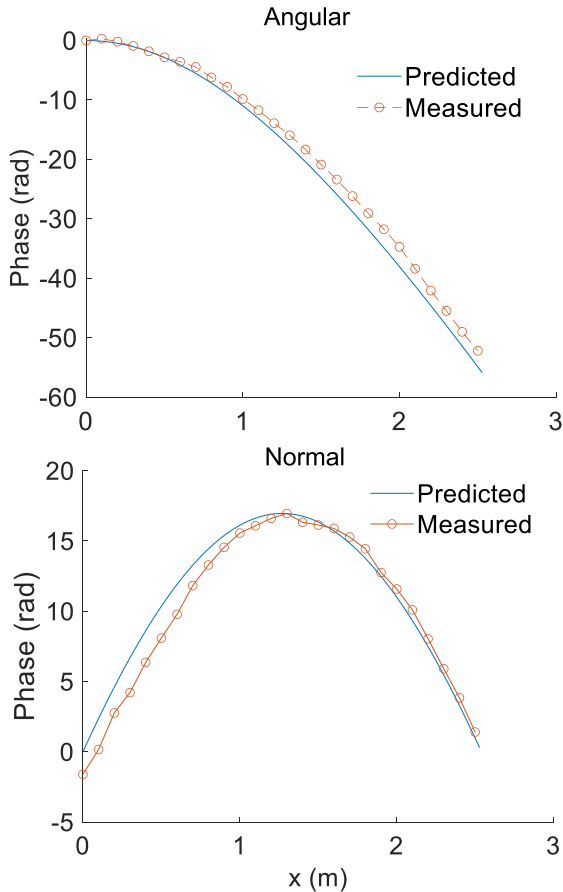 Angular
0
-10
-20
-30
-40
-50
-60
Phase (rad)
Predicted
Measured
0 1 2 3
Normal
20
15
10
5
0
-5
Phase (rad)
Predicted
Measured
0 1 2 3
x (m)